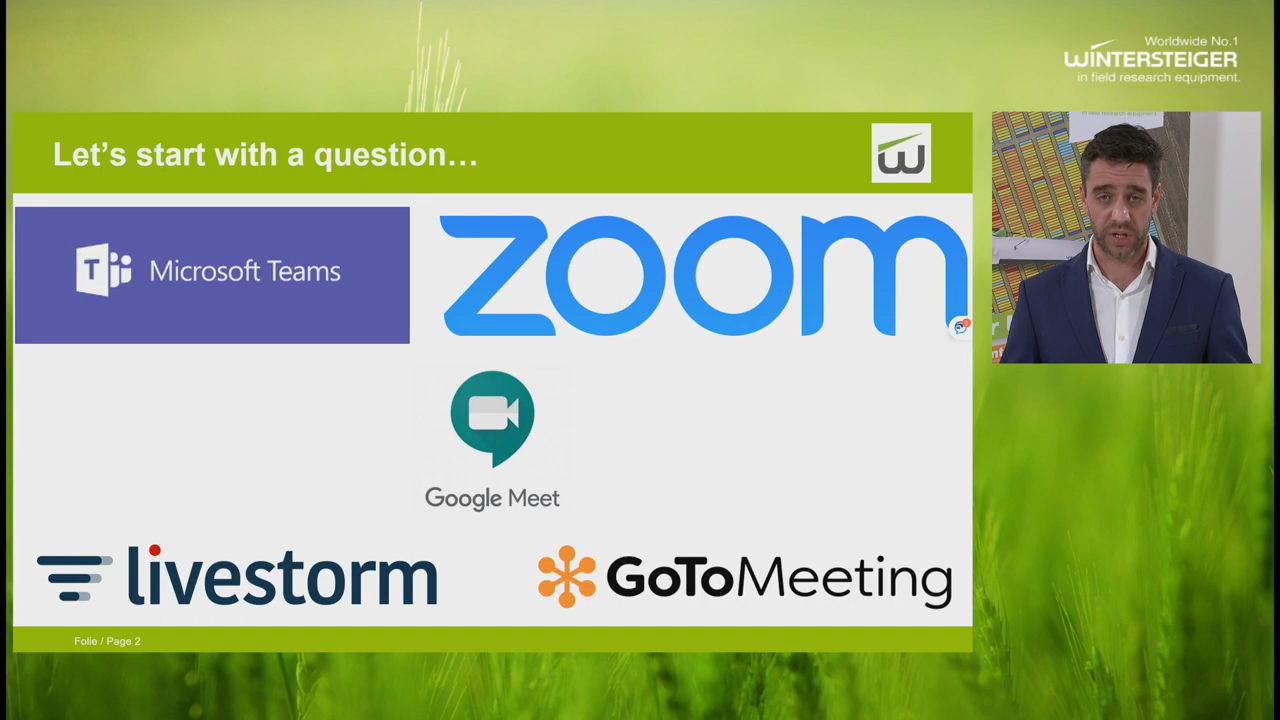 Worldwide No.1
WINTERSTEIGER
in field research equipment.
Let's start with a question…
Microsoft Teams
zoom
Google Meet
livestorm
GoToMeeting
Folie / Page 2